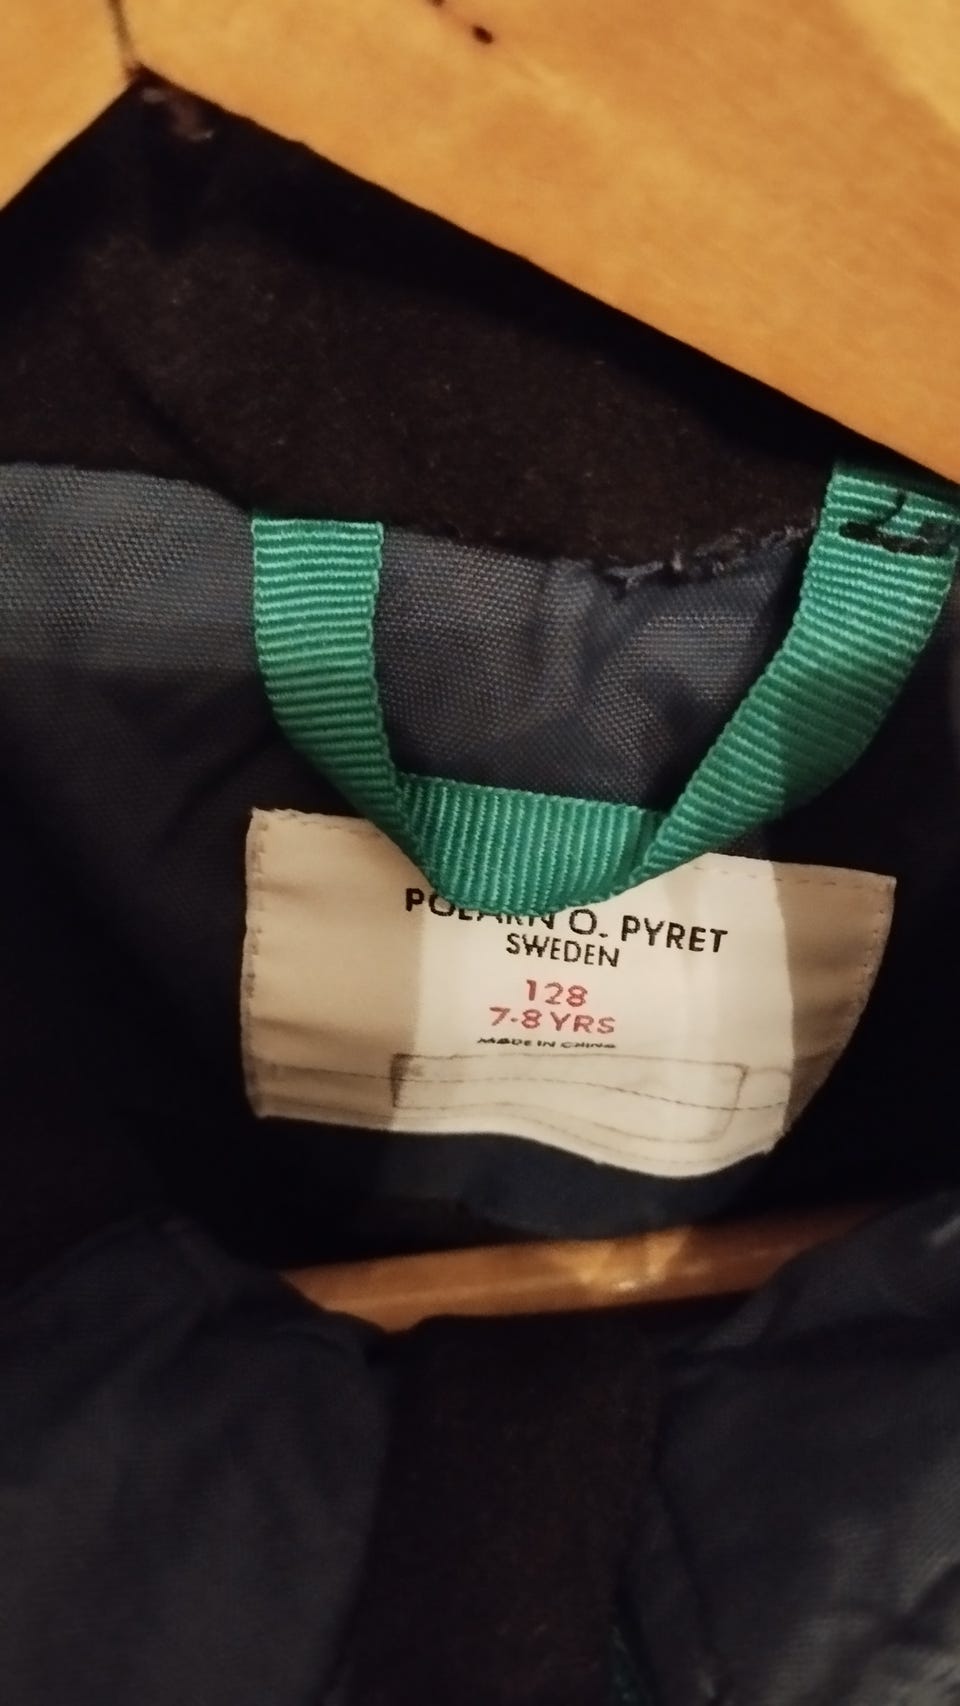 POLARN O. PYRET
SWEDEN
128
7-8 YRS
MADE IN CHINA